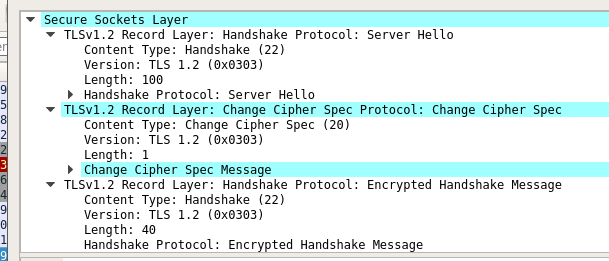 Secure Sockets Layer
TLSv1.2 Record Layer: Handshake Protocol: Server Hello
Content Type: Handshake (22)
Version: TLS 1.2 (0x0303)
Length: 100
Handshake Protocol: Server Hello
TLSv1.2 Record Layer: Change Cipher Spec Protocol: Change Cipher Spec
Content Type: Change Cipher Spec (20)
Version: TLS 1.2 (0x0303)
Length: 1
Change Cipher Spec Message
TLSv1.2 Record Layer: Handshake Protocol: Encrypted Handshake Message
Content Type: Handshake (22)
Version: TLS 1.2 (0x0303)
Length: 40
Handshake Protocol: Encrypted Handshake Message